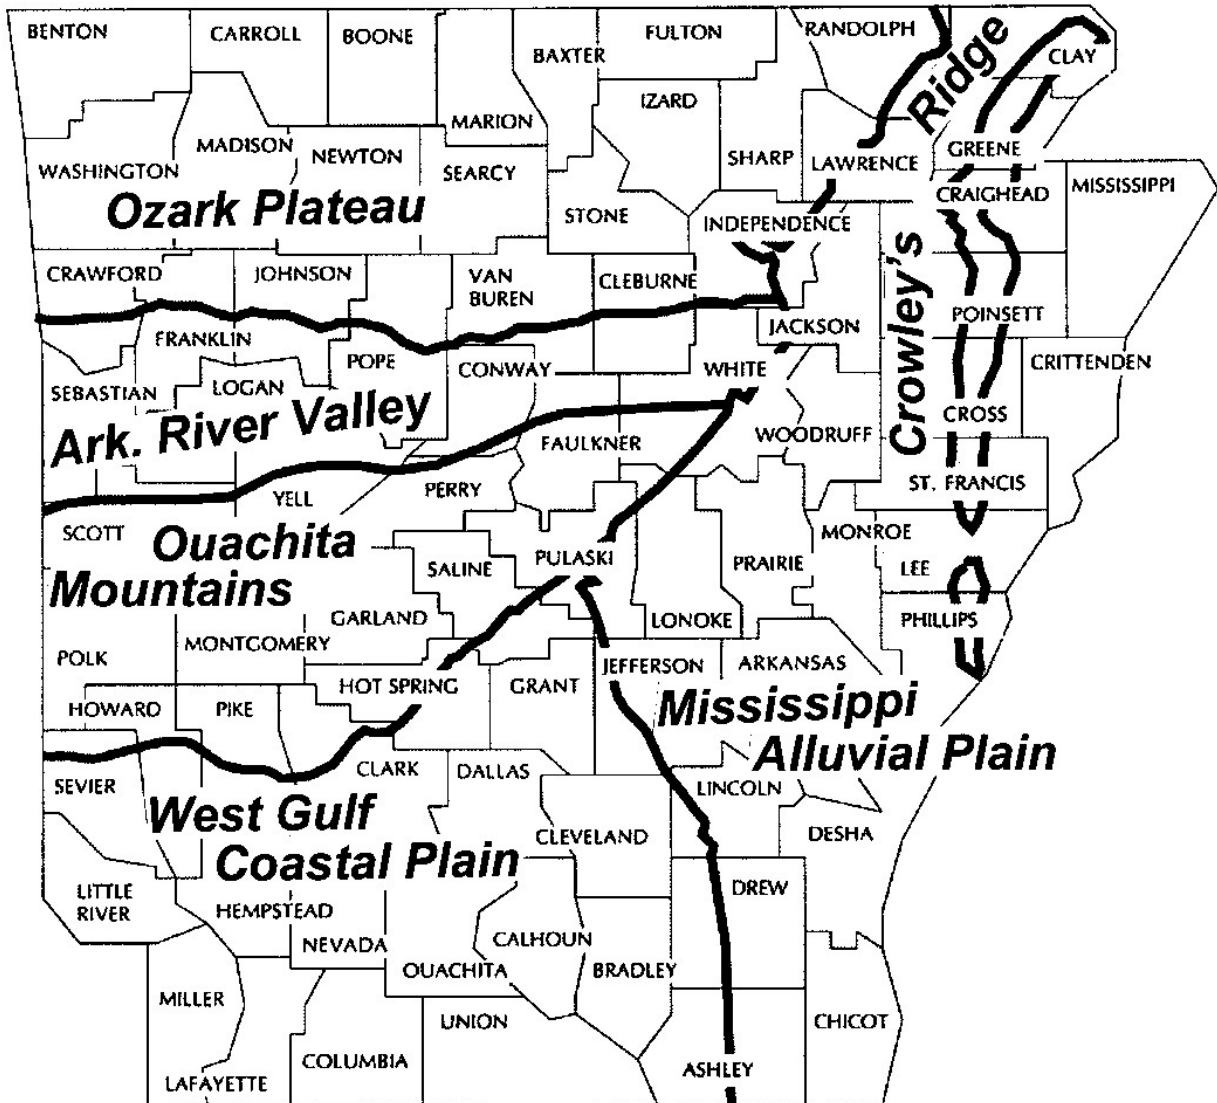 BENTON
CARROLL
BOONE
BAXTER
FULTON
RANDOLPH
CLAY
IZARD
MARION
MADISON
NEWTON
WASHINGTON
SEARCY
SHARP
LAWRENCE
GREENE
CRAIGHEAD
MISSISSIPPI
Ozark Plateau
STONE
INDEPENDENCE
Crowley's Ridge
CRAWFORD
JOHNSON
VAN
BUREN
CLEBURNE
JACKSON
POINSETT
FRANKLIN
POPE
CONWAY
WHITE
CRITTENDEN
SEBASTIAN
LOGAN
Ark. River Valley
CROSS
FAULKNER
WOODRUFF
YELL
PERRY
ST. FRANCIS
SCOTT
Ouachita
Mountains
PULASKI
SALINE
PRAIRIE
MONROE
LEE
GARLAND
LONOKE
PHILLIPS
MONTGOMERY
POLK
HOT SPRING
GRANT
JEFFERSON
ARKANSAS
HOWARD
PIKE
Mississippi
Alluvial Plain
CLARK
DALLAS
SEVIER
LINCOLN
West Gulf
Coastal Plain
CLEVELAND
DESHA
LITTLE
RIVER
DREW
HEMPSTEAD
NEVADA
CALHOUN
OUACHITA
BRADLEY
MILLER
UNION
CHICOT
COLUMBIA
ASHLEY
LAFAYETTE